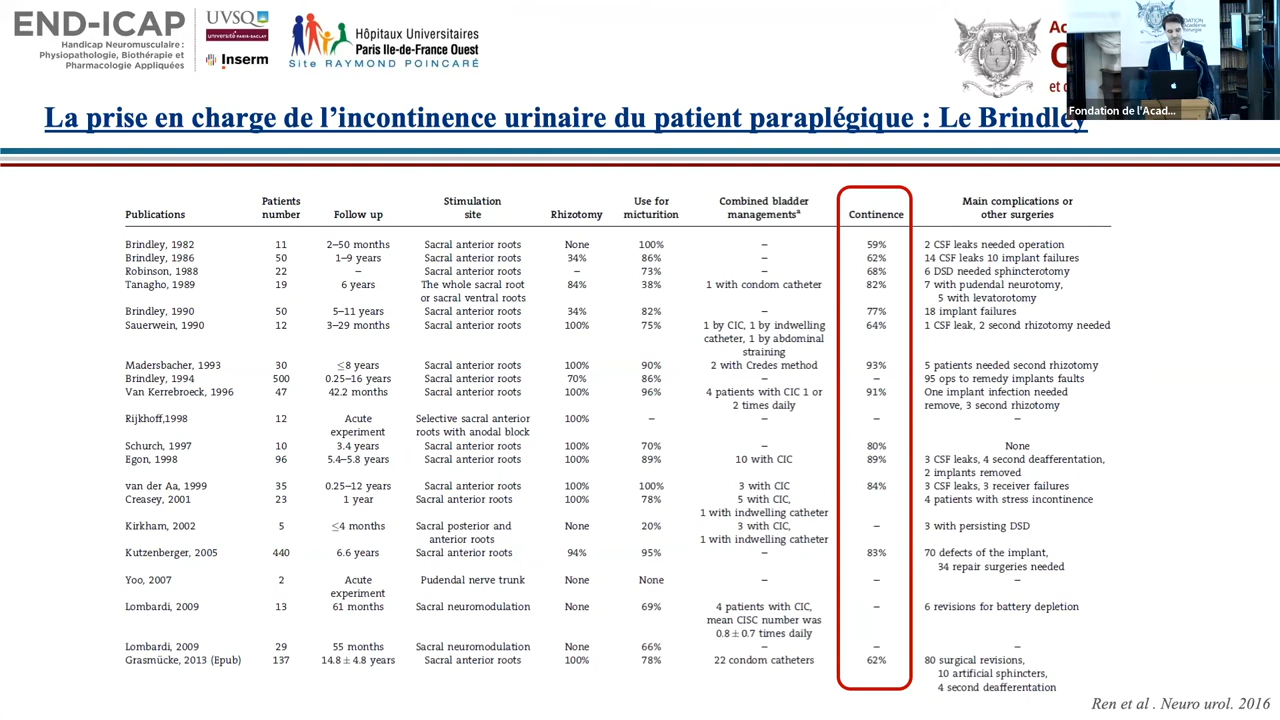 END-ICAP
Handicap Neuromusculaire :
Physiopathologie, Biothérapie et
Pharmacologie Appliquées
UVSQ
UNIVERSITÉ PARIS-SACLAY
Inserm
Hôpitaux Universitaires
Paris Ile-de-France Ouest
Site RAYMOND POINCARÉ
Fondation de l'Acad...
La prise en charge de l'incontinence urinaire du patient paraplégique : Le Brindley
Patients Stimulation Use for Combined bladder Main complications or
Publications number Follow up site Rhizotomy micturition managementsa Continence other surgeries
Brindley, 1982 11 2–50 months Sacral anterior roots None 100% – 59% 2 CSF leaks needed operation
Brindley, 1986 50 1–9 years Sacral anterior roots 34% 86% – 62% 14 CSF leaks 10 implant failures
Robinson, 1988 22 – Sacral anterior roots – 73% – 68% 6 DSD needed sphincterotomy
Tanagho, 1989 19 6 years The whole sacral root 84% 38% 1 with condom catheter 82% 7 with pudendal neurotomy,
or sacral ventral roots 5 with levatorotomy
Brindley, 1990 50 5–11 years Sacral anterior roots 34% 82% – 77% 18 implant failures
Sauerwein, 1990 12 3–29 months Sacral anterior roots 100% 75% 1 by CIC, 1 by indwelling 64% 1 CSF leak, 2 second rhizotomy needed
catheter, 1 by abdominal
straining
Madersbacher, 1993 30 ≤8 years Sacral anterior roots 100% 90% 2 with Credes method 93% 5 patients needed second rhizotomy
Brindley, 1994 500 0.25–16 years Sacral anterior roots 70% 86% – – 95 ops to remedy implants faults
Van Kerrebroeck, 1996 47 42.2 months Sacral anterior roots 100% 96% 4 patients with CIC 1 or 91% One implant infection needed
2 times daily remove, 3 second rhizotomy
Rijkhoff,1998 12 Acute Selective sacral anterior 100% – – – –
experiment roots with anodal block
Schurch, 1997 10 3.4 years Sacral anterior roots 100% 70% – 80% None
Egon, 1998 96 5.4–5.8 years Sacral anterior roots 100% 89% 10 with CIC 89% 3 CSF leaks, 4 second deafferentation,
2 implants removed
van der Aa, 1999 35 0.25–12 years Sacral anterior roots 100% 100% 3 with CIC 84% 3 CSF leaks, 3 receiver failures
Creasey, 2001 23 1 year Sacral anterior roots 100% 78% 5 with CIC, 4 patients with stress incontinence
1 with indwelling catheter
Kirkham, 2002 5 ≤4 months Sacral posterior and None 20% 3 with CIC, – 3 with persisting DSD
anterior roots 1 with indwelling catheter
Kutzenberger, 2005 440 6.6 years Sacral anterior roots 94% 95% – 83% 70 defects of the implant,
34 repair surgeries needed
Yoo, 2007 2 Acute Pudendal nerve trunk None None – – –
experiment
Lombardi, 2009 13 61 months Sacral neuromodulation None 69% 4 patients with CIC, – 6 revisions for battery depletion
mean CISC number was
0.8 ± 0.7 times daily
Lombardi, 2009 29 55 months Sacral neuromodulation None 66% – – –
Grasmücke, 2013 (Epub) 137 14.8 ± 4.8 years Sacral anterior roots 100% 78% 22 condom catheters 62% 80 surgical revisions,
10 artificial sphincters,
4 second deafferentation
Ren et al . Neuro urol. 2016